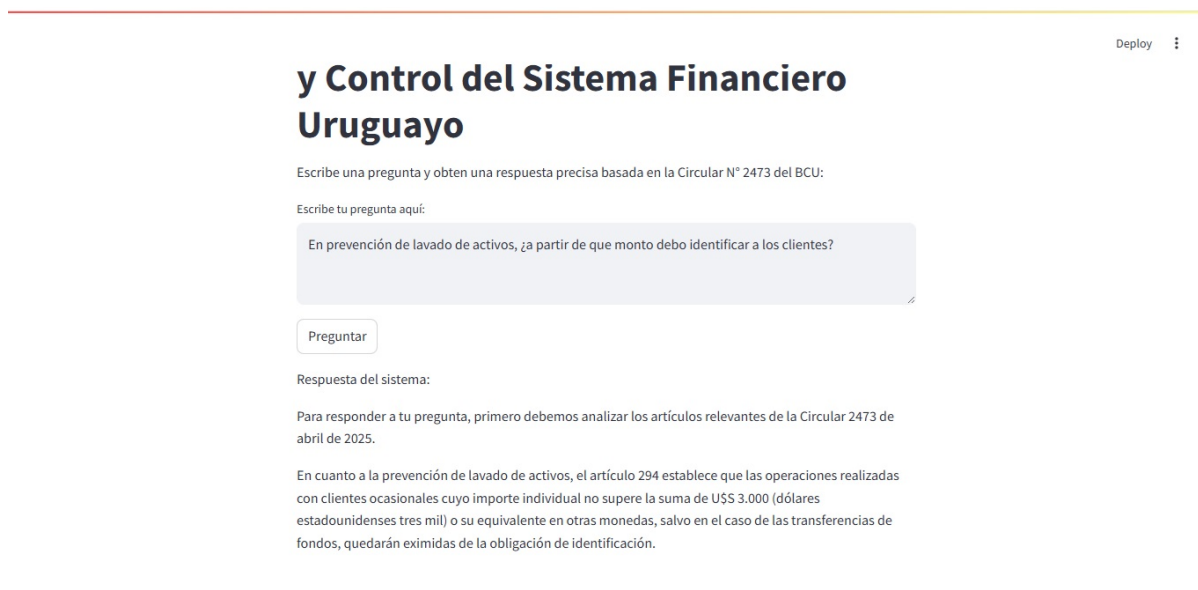 Deploy
y Control del Sistema Financiero
Uruguayo
Escribe una pregunta y obten una respuesta precisa basada en la Circular N° 2473 del BCU:
Escribe tu pregunta aquí:
En prevención de lavado de activos, ¿a partir de que monto debo identificar a los clientes?
Preguntar
Respuesta del sistema:
Para responder a tu pregunta, primero debemos analizar los artículos relevantes de la Circular 2473 de
abril de 2025.
En cuanto a la prevención de lavado de activos, el artículo 294 establece que las operaciones realizadas
con clientes ocasionales cuyo importe individual no supere la suma de U$S 3.000 (dólares
estadounidenses tres mil) o su equivalente en otras monedas, salvo en el caso de las transferencias de
fondos, quedarán eximidas de la obligación de identificación.